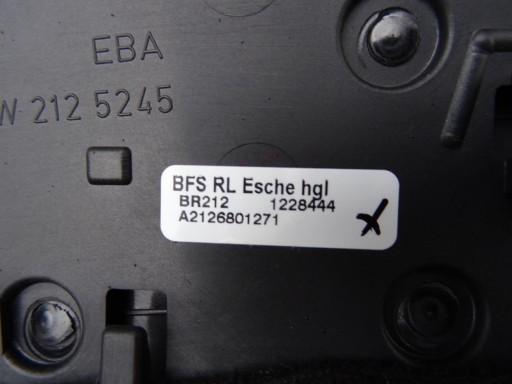 EBA
W 212 5245
BFS RL Esche hgl
BR212 1228444
A2126801271